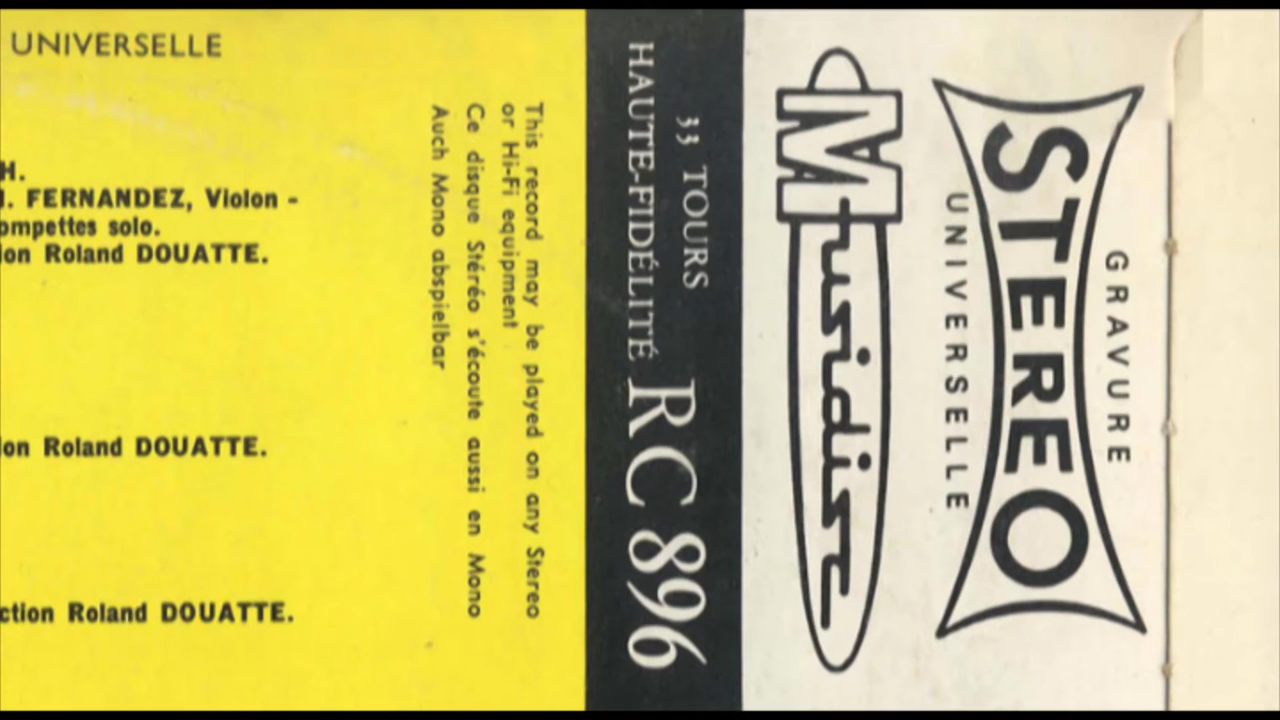 UNIVERSELLE
H.
. FERNANDEZ, Violon -
ompettes solo.
ion Roland DOUATTE.
ion Roland DOUATTE.
ction Roland DOUATTE.
This record may be played on any Stereo
or Hi-Fi equipment
Ce disque Stéréo s'écoute aussi en Mono
Auch Mono abspielbar
33 TOURS
HAUTE-FIDÉLITÉ RC 896
Musidisc
GRAVURE
STEREO
UNIVERSELLE